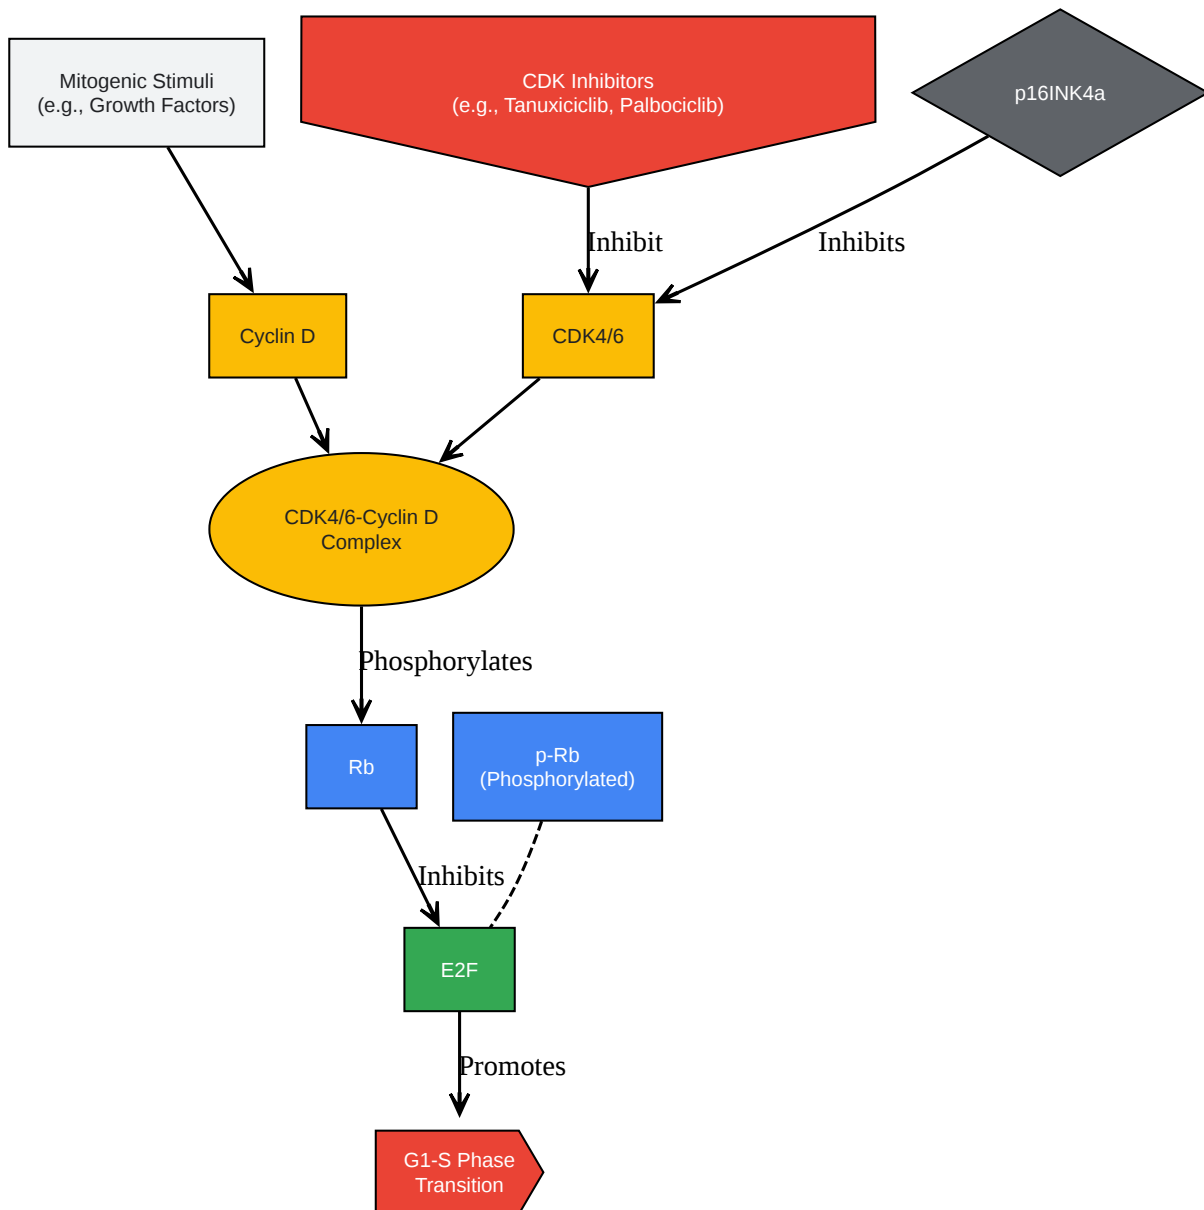 Mitogenic Stimuli
(e.g., Growth Factors)
CDK Inhibitors
(e.g., Tanuxiciclib, Palbociclib)
p16INK4a
Inhibit
Inhibits
Cyclin D
CDK4/6
CDK4/6-Cyclin D
Complex
Phosphorylates
Rb
p-Rb
(Phosphorylated)
Inhibits
E2F
Promotes
G1-S Phase
Transition